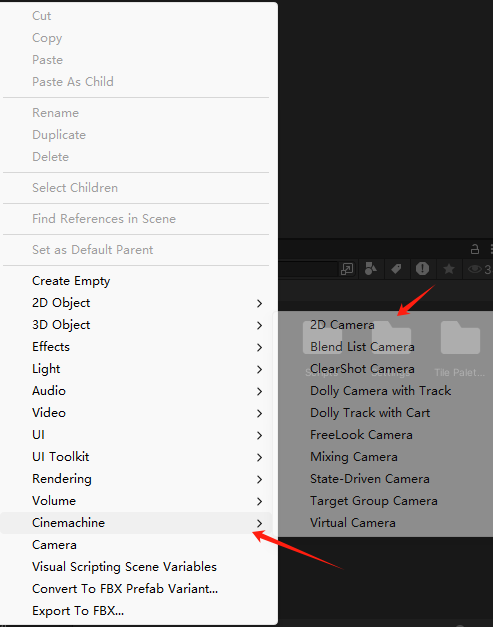 Cut
Copy
Paste
Paste As Child
Rename
Duplicate
Delete
Select Children
Find References in Scene
Set as Default Parent
Create Empty
2D Object
3D Object
Effects
Light
Audio
Video
UI
UI Toolkit
Rendering
Volume
Cinemachine
Camera
Visual Scripting Scene Variables
Convert To FBX Prefab Variant...
Export To FBX...
3
2D Camera
Blend List Camera
ClearShot Camera
Dolly Camera with Track
Dolly Track with Cart
FreeLook Camera
Mixing Camera
State-Driven Camera
Target Group Camera
Virtual Camera
Tile Palet...